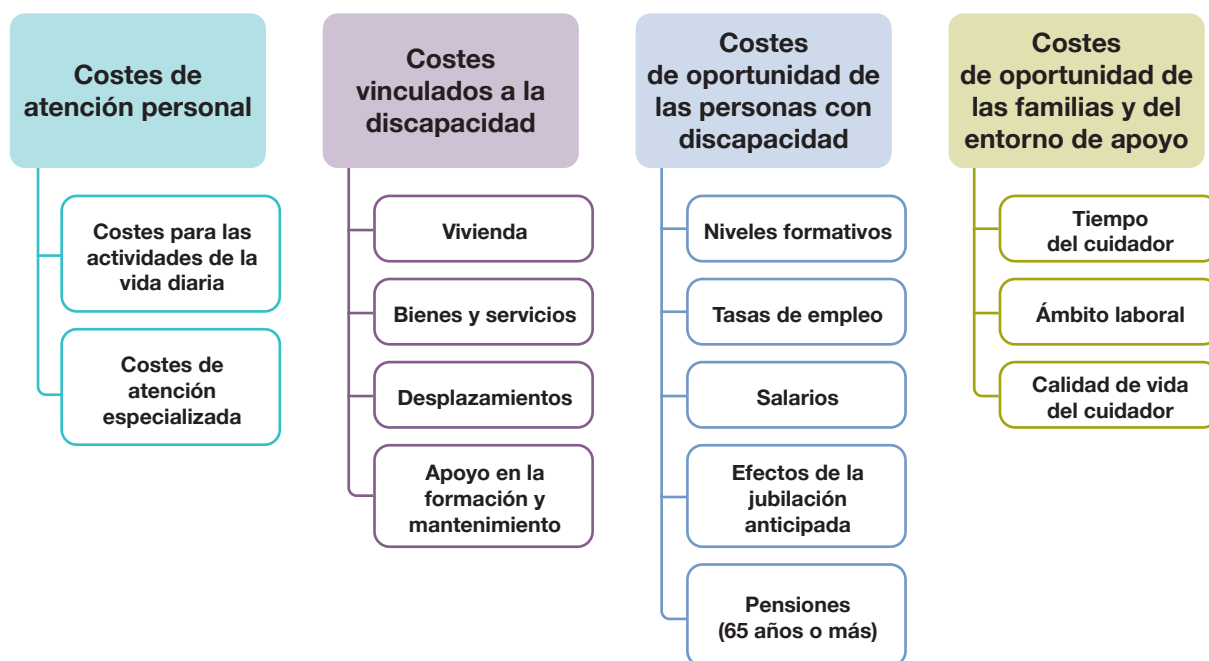 Costes de
atención personal
Costes para las
actividades de la
vida diaria
Costes de
atención
especializada
Costes
vinculados a la
discapacidad
Vivienda
Bienes y servicios
Desplazamientos
Apoyo en la
formación y
mantenimiento
Costes
de oportunidad de
las personas con
discapacidad
Niveles formativos
Tasas de empleo
Salarios
Efectos de la
jubilación
anticipada
Pensiones
(65 años o más)
Costes
de oportunidad de
las familias y del
entorno de apoyo
Tiempo
del cuidador
Ámbito laboral
Calidad de vida
del cuidador